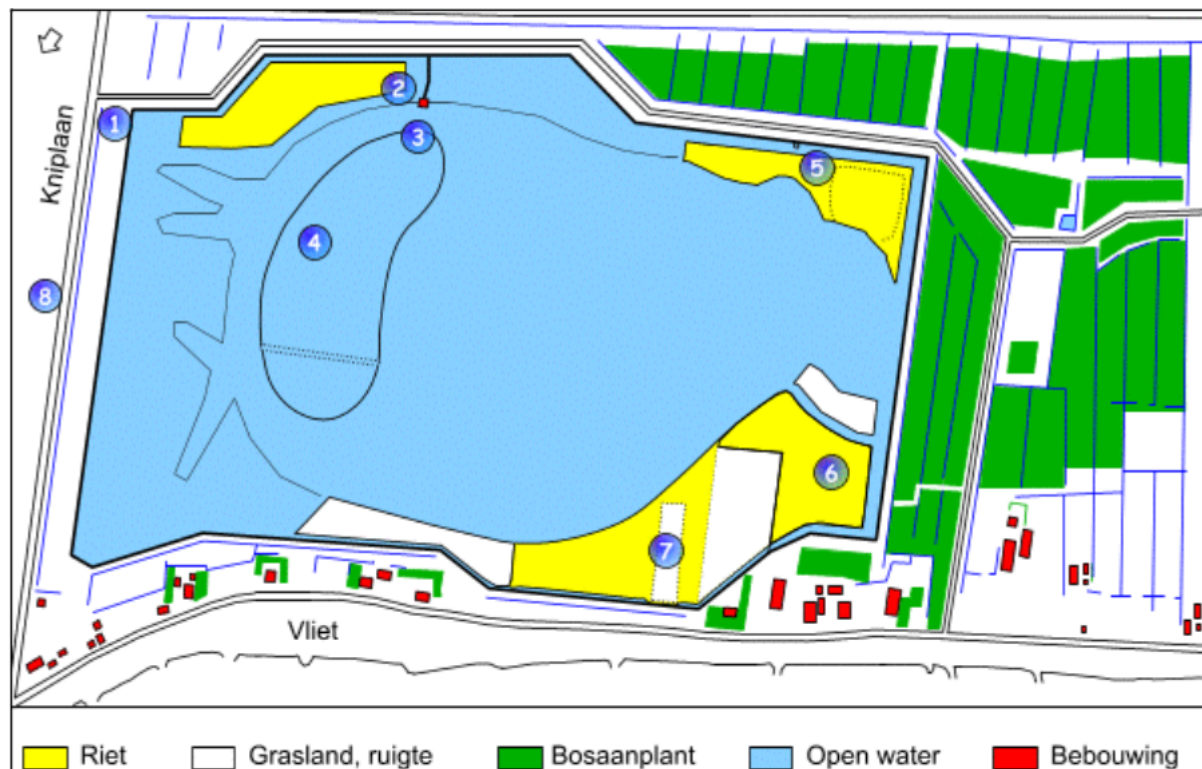 2
1
3
Kniplaan
5
4
8
6
7
Vliet
Riet Grasland, ruigte Bosaanplant Open water Bebouwing